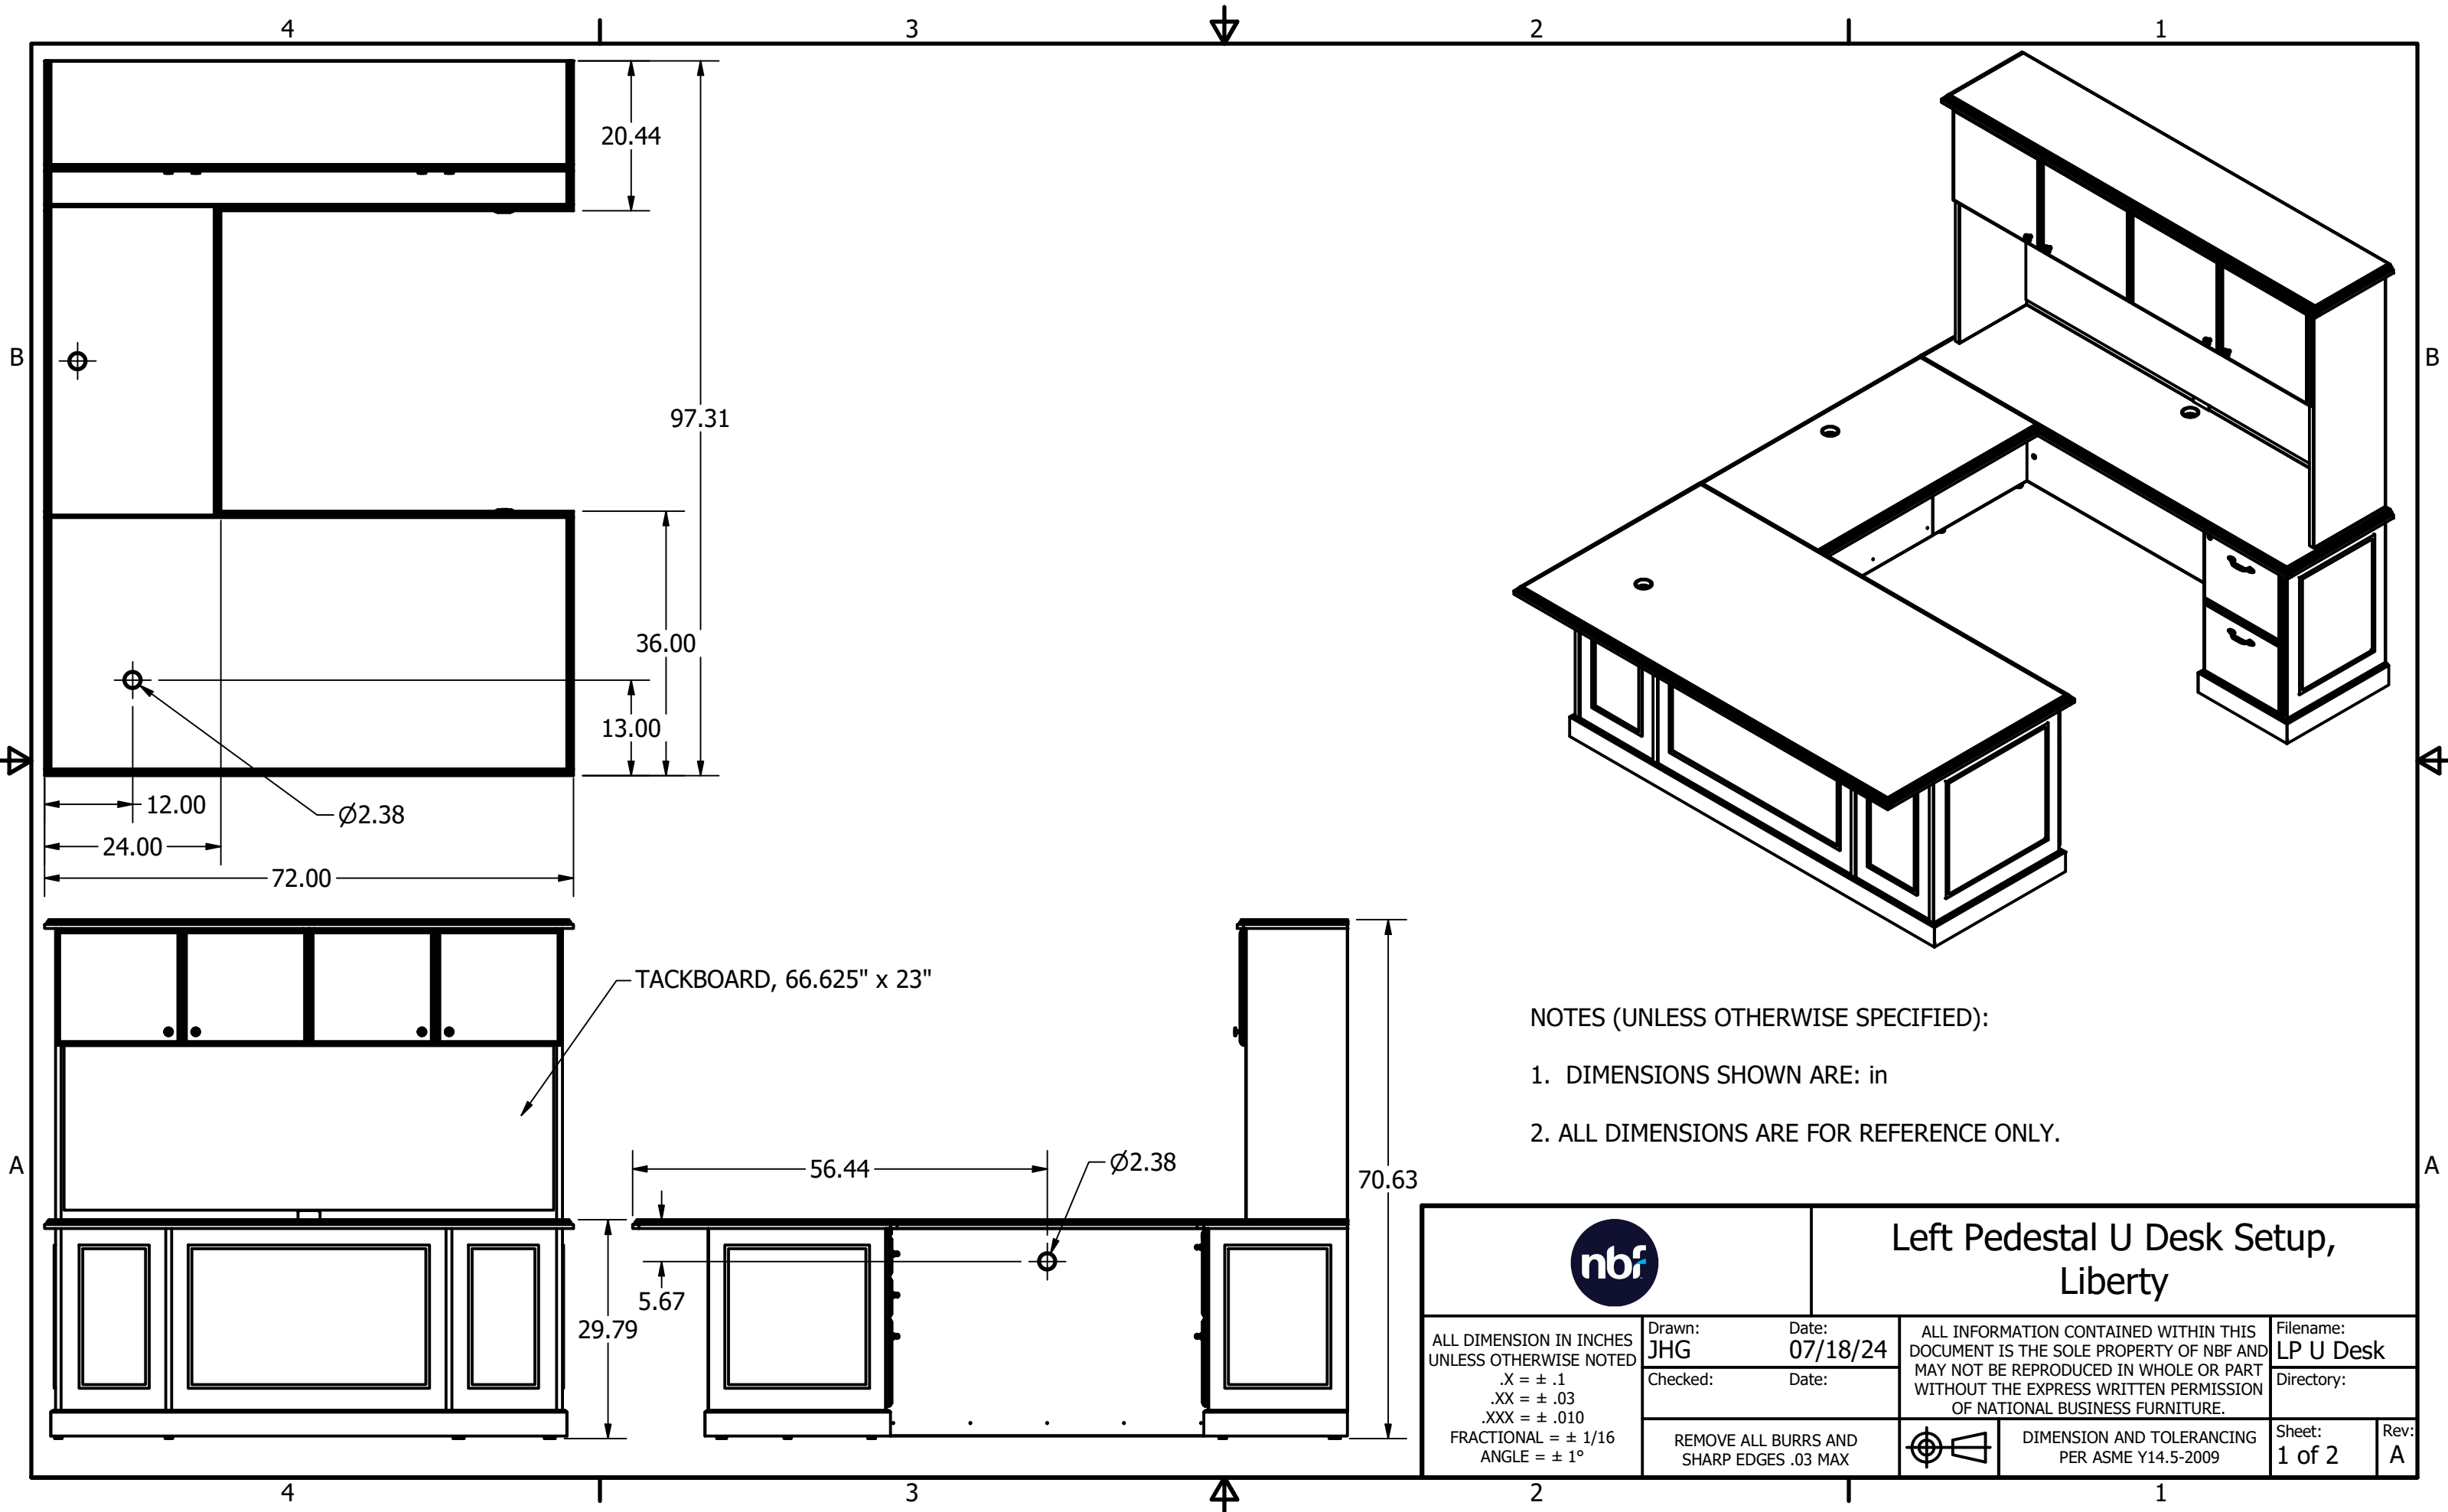 4
3
2
1
20.44
B
B
97.31
36.00
13.00
12.00
Ø2.38
24.00
72.00
TACKBOARD, 66.625" x 23"
NOTES (UNLESS OTHERWISE SPECIFIED):
1. DIMENSIONS SHOWN ARE: in
2. ALL DIMENSIONS ARE FOR REFERENCE ONLY.
A
A
56.44
Ø2.38
70.63
5.67
29.79
nbf
Left Pedestal U Desk Setup,
Liberty
ALL DIMENSION IN INCHES
UNLESS OTHERWISE NOTED
.X = ± .1
.XX = ± .03
.XXX = ± .010
FRACTIONAL = ± 1/16
ANGLE = ± 1°
Drawn:
JHG
Date:
07/18/24
Checked:
Date:
REMOVE ALL BURRS AND
SHARP EDGES .03 MAX
ALL INFORMATION CONTAINED WITHIN THIS
DOCUMENT IS THE SOLE PROPERTY OF NBF AND
MAY NOT BE REPRODUCED IN WHOLE OR PART
WITHOUT THE EXPRESS WRITTEN PERMISSION
OF NATIONAL BUSINESS FURNITURE.
DIMENSION AND TOLERANCING
PER ASME Y14.5-2009
Filename:
LP U Desk
Directory:
Sheet:
1 of 2
Rev:
A
4
3
2
1